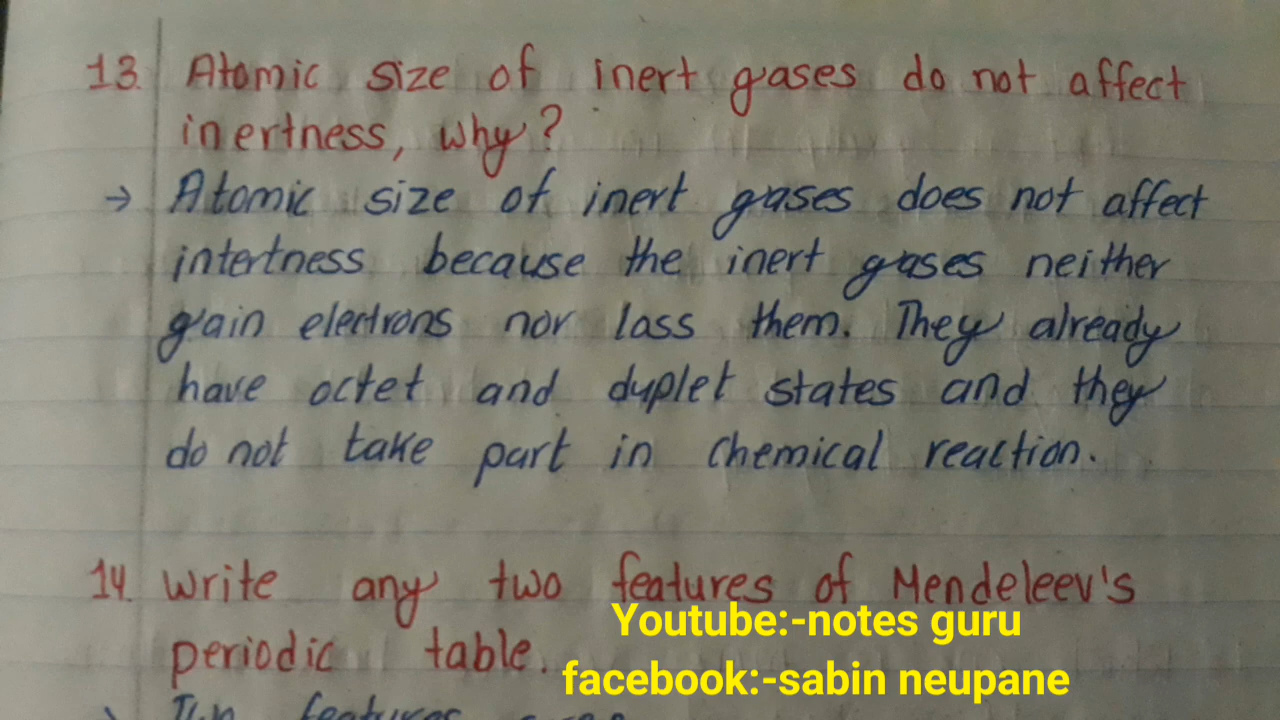 13. Atomic size of inert gases do not affect
inertness, why?
→ Atomic size of inert gases does not affect
intertness because the inert gases neither
gain electrons nor lass them. They already
have octet and duplet states and they
do not take part in chemical reaction.
14. Write any two features of Mendeleev's
periodic table.
Youtube:-notes guru
facebook:-sabin neupane
Two features